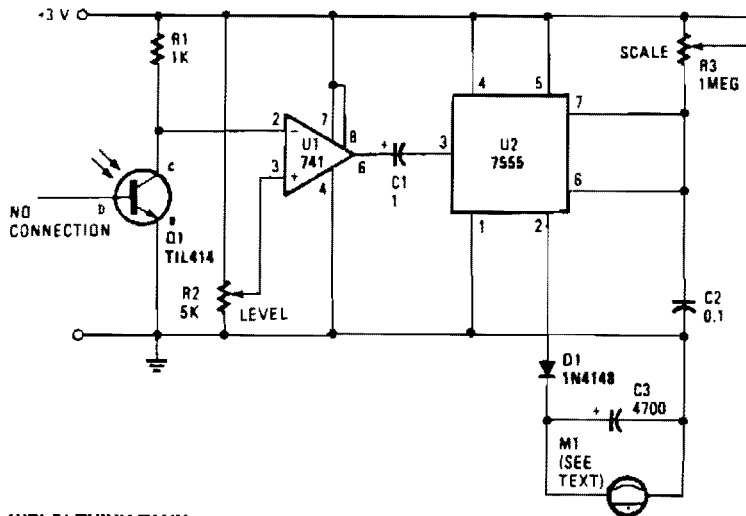 +3 V
R1
1K
SCALE
R3
1MEG
4
5
7
2
7
8
U1
741
3
U2
7555
3
4
6
+
C1
1
6
C
1
2
NO
CONNECTION
Q1
TIL414
R2
5K
LEVEL
C2
0.1
D1
1N4148
C3
4700
+
M1
(SEE
TEXT)